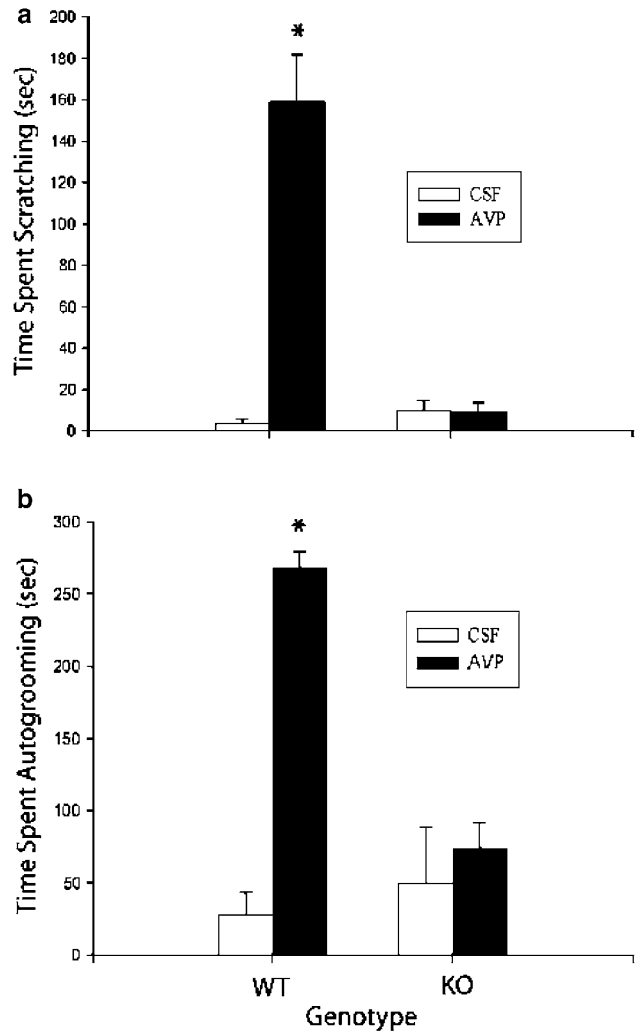 a
Time Spent Scratching (sec)
200
180
160
140
120
100
80
60
40
20
0
*
CSF
AVP
b
Time Spent Autogrooming (sec)
300
250
200
150
100
50
0
*
CSF
AVP
WT
KO
Genotype